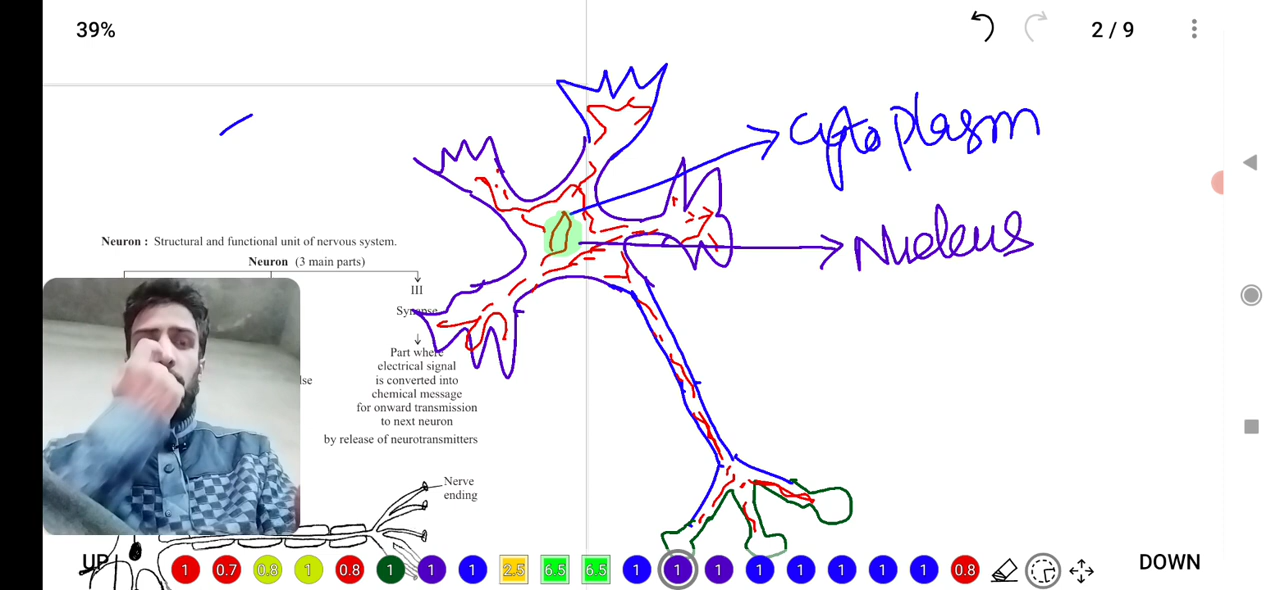 39%
2 / 9
Cytoplasm
Nucleus
Neuron : Structural and functional unit of nervous system.
Neuron (3 main parts)
III
Synapse
Part where
electrical signal
lse
is converted into
chemical message
for onward transmission
to next neuron
by release of neurotransmitters
Nerve
ending
UP
1 0.7 0.8 1 0.8 1 1 1 2.5 6.5 6.5 1 1 1 1 1 1 1 1 0.8
DOWN